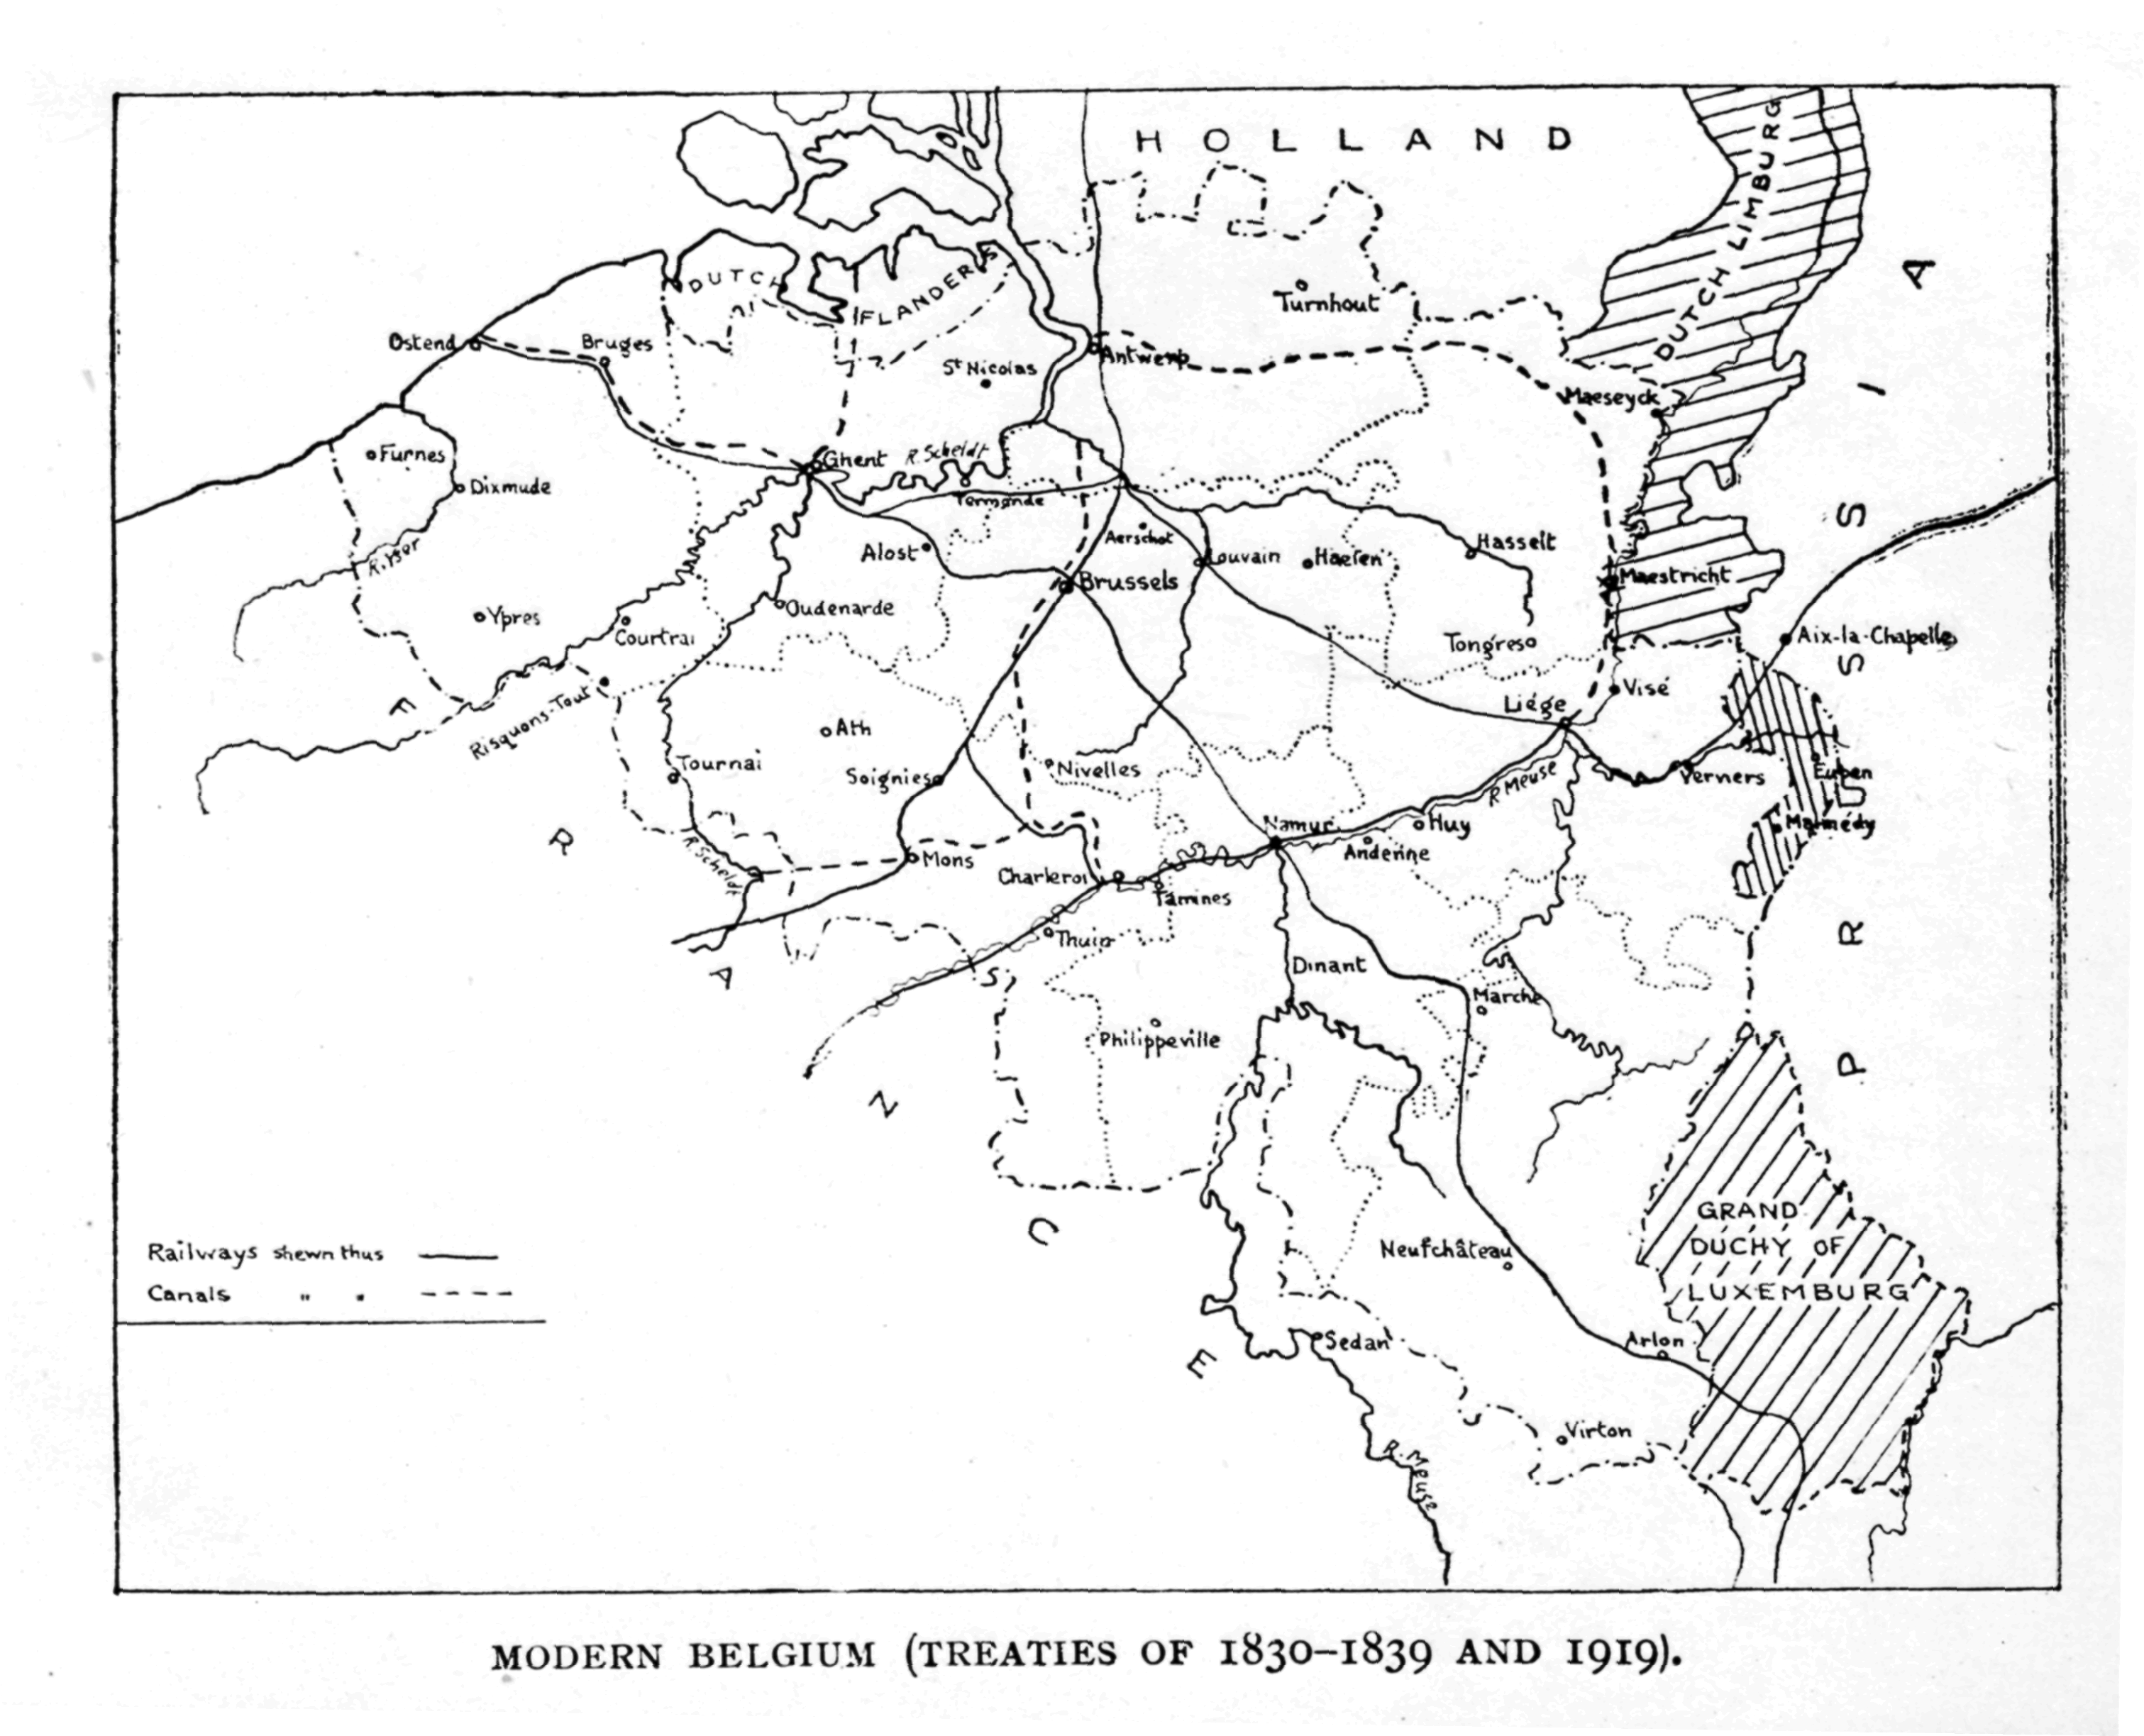 HOLLAND
DUTCH LIMBURG
DUTCH
FLANDERS
Turnhout
Ostend
Bruges
Antwerp
St Nicolas
Maeseyck
Furnes
Ghent
R. Scheldt
Dixmude
Termonde
Aerschot
Hasselt
Alost
Louvain
Haelen
R. Yser
Brussels
Maestricht
Oudenarde
Ypres
Courtrai
Tongres
Aix-la-Chapelle
Visé
Liége
Risquons-Tout
Ath
Tournai
Soignies
Nivelles
R Meuse
Verviers
Eupen
Malmédy
Namur
Huy
Andenne
R. Scheldt
Mons
Charleroi
Tamines
Thuin
Dinant
Marche
Philippeville
PRUSSIA
FRANCE
GRAND
DUCHY OF
LUXEMBURG
Railways shewn thus
Canals " "
Neufchâteau
Sedan
Arlon
Virton
R. Meuse
MODERN BELGIUM (TREATIES OF 1830–1839 AND 1919).